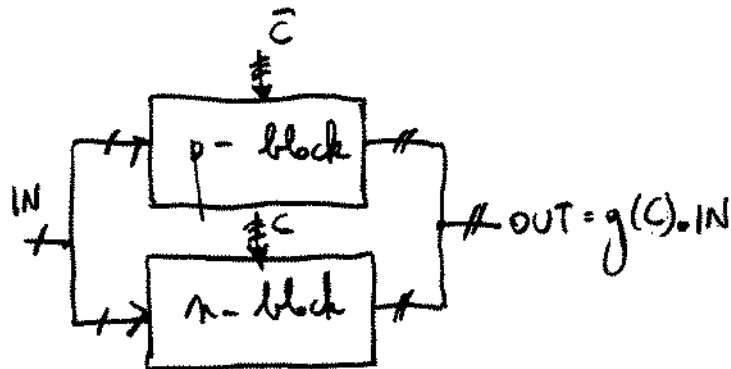 C̅
p - block
IN
C
OUT = g(C).IN
n - block